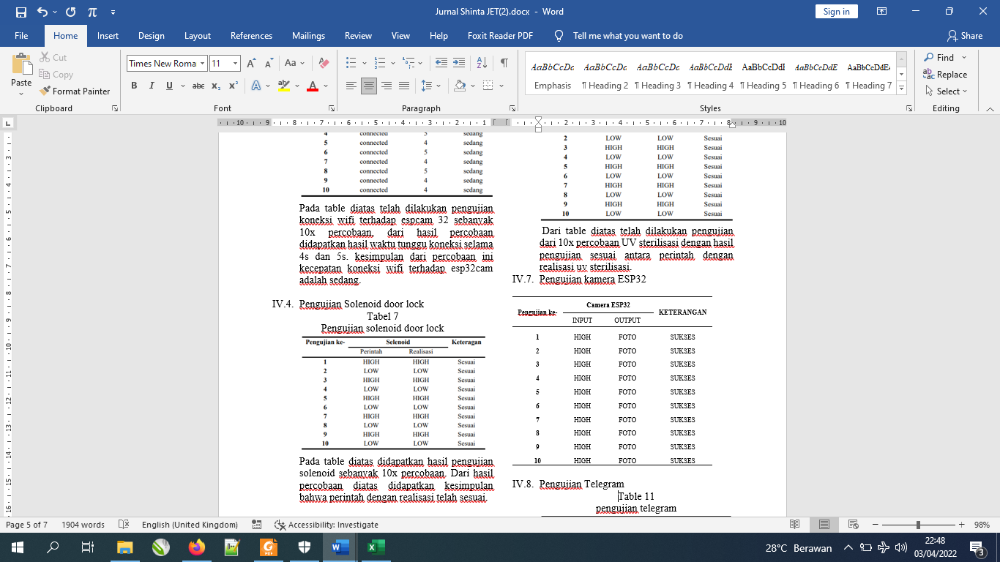 Jurnal Shinta JET(2).docx - Word
Sign in
File Home Insert Design Layout References Mailings Review View Help Foxit Reader PDF Tell me what you want to do Share
Paste
Cut
Copy
Format Painter
Clipboard
Times New Roma 11
Font
Paragraph
AaBbCcDc AaBbCcDc AaBbCcDc AaBbCcDdE AaBbCcDdE AaBbCcDdE AaBbCcDdEe
Emphasis ¶ Heading 2 ¶ Heading 3 ¶ Heading 4 ¶ Heading 5 ¶ Heading 6 ¶ Heading 7
Styles
Find
Replace
Select
Editing
4 connected 5 sedang
5 connected 4 sedang
6 connected 5 sedang
7 connected 4 sedang
8 connected 5 sedang
9 connected 4 sedang
10 connected 4 sedang
Pada table diatas telah dilakukan pengujian
koneksi wifi terhadap espcam 32 sebanyak
10x percobaan. dari hasil percobaan
didapatkan hasil waktu tunggu koneksi selama
4s dan 5s. kesimpulan dari percobaan ini
kecepatan koneksi wifi terhadap esp32cam
adalah sedang.
IV.4. Pengujian Solenoid door lock
Tabel 7
Pengujian solenoid door lock
Pengujian ke- Selenoid Keteragan
Perintah Realisasi
1 HIGH HIGH Sesuai
2 LOW LOW Sesuai
3 HIGH HIGH Sesuai
4 LOW LOW Sesuai
5 HIGH HIGH Sesuai
6 LOW LOW Sesuai
7 HIGH HIGH Sesuai
8 LOW LOW Sesuai
9 HIGH HIGH Sesuai
10 LOW LOW Sesuai
Pada table diatas didapatkan hasil pengujian
solenoid sebanyak 10x percobaan. Dari hasil
percobaan diatas didapatkan kesimpulan
bahwa perintah dengan realisasi telah sesuai.
2 LOW LOW Sesuai
3 HIGH HIGH Sesuai
4 LOW LOW Sesuai
5 HIGH HIGH Sesuai
6 LOW LOW Sesuai
7 HIGH HIGH Sesuai
8 LOW LOW Sesuai
9 HIGH HIGH Sesuai
10 LOW LOW Sesuai
Dari table diatas telah dilakukan pengujian
dari 10x percobaan UV sterilisasi dengan hasil
pengujian sesuai antara perintah dengan
realisasi uv sterilisasi.
IV.7. Pengujian kamera ESP32
Pengujian ke- Camera ESP32 KETERANGAN
INPUT OUTPUT
1 HIGH FOTO SUKSES
2 HIGH FOTO SUKSES
3 HIGH FOTO SUKSES
4 HIGH FOTO SUKSES
5 HIGH FOTO SUKSES
6 HIGH FOTO SUKSES
7 HIGH FOTO SUKSES
8 HIGH FOTO SUKSES
9 HIGH FOTO SUKSES
10 HIGH FOTO SUKSES
IV.8. Pengujian Telegram
Table 11
pengujian telegram
Page 5 of 7 1904 words English (United Kingdom) Accessibility: Investigate 98%
28°C Berawan 22:48
03/04/2022 3